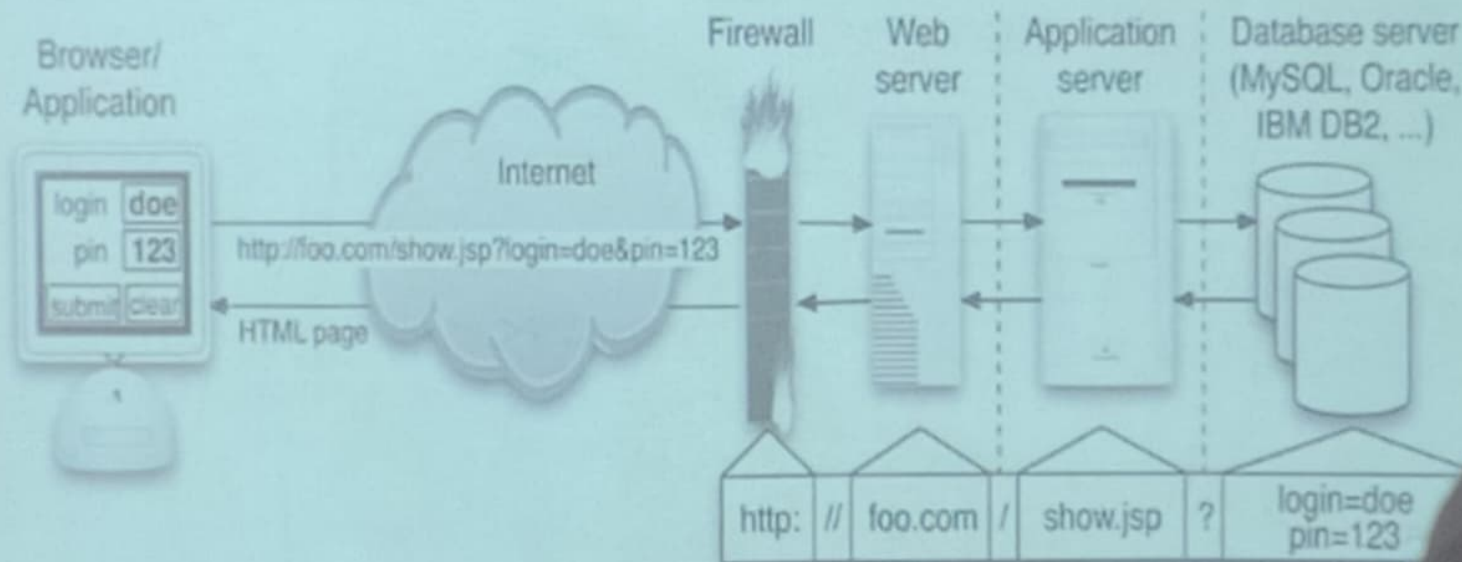 Browser/
Application
login doe
pin 123
submit clear
Internet
http://foo.com/show.jsp?login=doe&pin=123
HTML page
Firewall
Web
server
Application
server
Database server
(MySQL, Oracle,
IBM DB2, ...)
http: // foo.com / show.jsp ? login=doe
pin=123